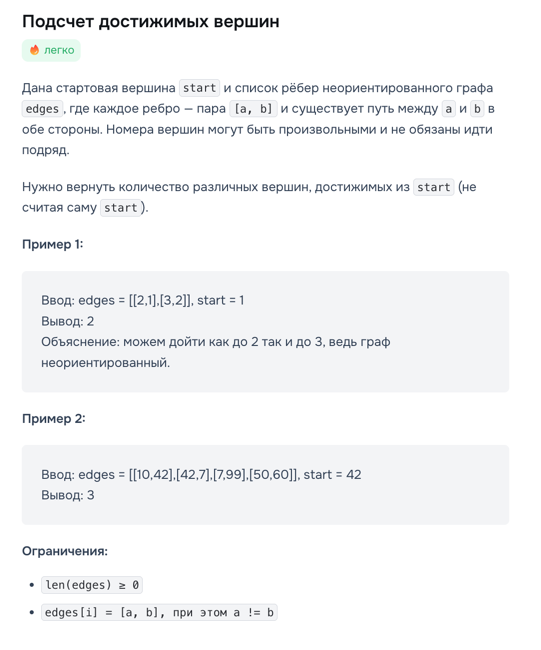 Подсчет достижимых вершин
🔥 легко
Дана стартовая вершина start и список рёбер неориентированного графа
edges, где каждое ребро — пара [a, b] и существует путь между a и b в
обе стороны. Номера вершин могут быть произвольными и не обязаны идти
подряд.
Нужно вернуть количество различных вершин, достижимых из start (не
считая саму start).
Пример 1:
Ввод: edges = [[2,1],[3,2]], start = 1
Вывод: 2
Объяснение: можем дойти как до 2 так и до 3, ведь граф
неориентированный.
Пример 2:
Ввод: edges = [[10,42],[42,7],[7,99],[50,60]], start = 42
Вывод: 3
Ограничения:
• len(edges) ≥ 0
• edges[i] = [a, b], при этом a != b